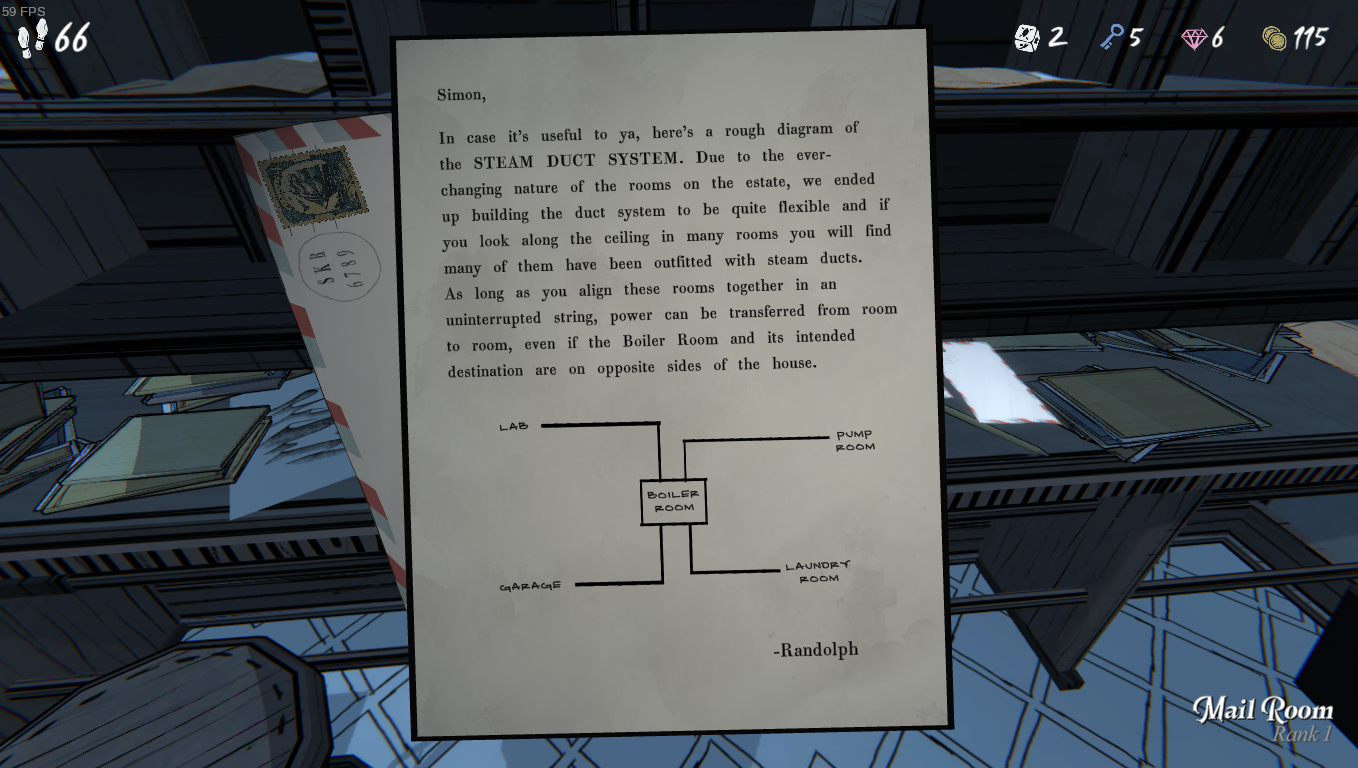 59 FPS
66
2
5
6
115
Simon,
In case it's useful to ya, here's a rough diagram of
the STEAM DUCT SYSTEM. Due to the ever-
changing nature of the rooms on the estate, we ended
up building the duct system to be quite flexible and if
you look along the ceiling in many rooms you will find
many of them have been outfitted with steam ducts.
As long as you align these rooms together in an
uninterrupted string, power can be transferred from room
to room, even if the Boiler Room and its intended
destination are on opposite sides of the house.
LAB
PUMP
ROOM
BOILER
ROOM
GARAGE
LAUNDRY
ROOM
-Randolph
SKR
6789
Mail Room
Rank 1